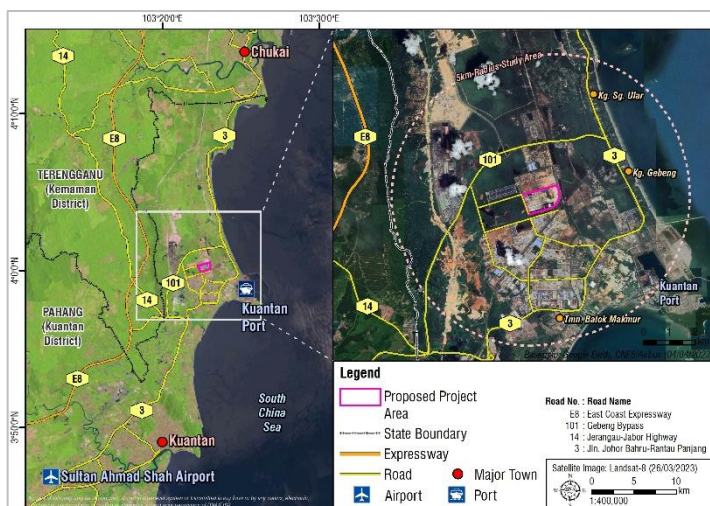 103°20'0"E
103°30'0"E
4°10'0"N
4°0'0"N
3°5'0"N
14
Chukai
E8
3
TERENGGANU
(Kemaman
District)
PAHANG
(Kuantan
District)
14
101
Kuantan
Port
E8
3
South
China
Sea
Kuantan
Sultan Ahmad Shah Airport
5km Radius Study Area
Kg. Sg. Ular
E8
101
3
Kg. Gebeng
14
Kuantan
Port
3
Tmn. Balok Makmur
Legend
Proposed Project
Area
State Boundary
Expressway
Road
Major Town
Airport
Port
Road No. : Road Name
E8 : East Coast Expressway
101 : Gebeng Bypass
14 : Jerangau-Jabor Highway
3 : Jln. Johor Bahru-Rantau Panjang
Satellite Image: Landsat-8 (26/03/2023)
0 5 10
km
1:400,000